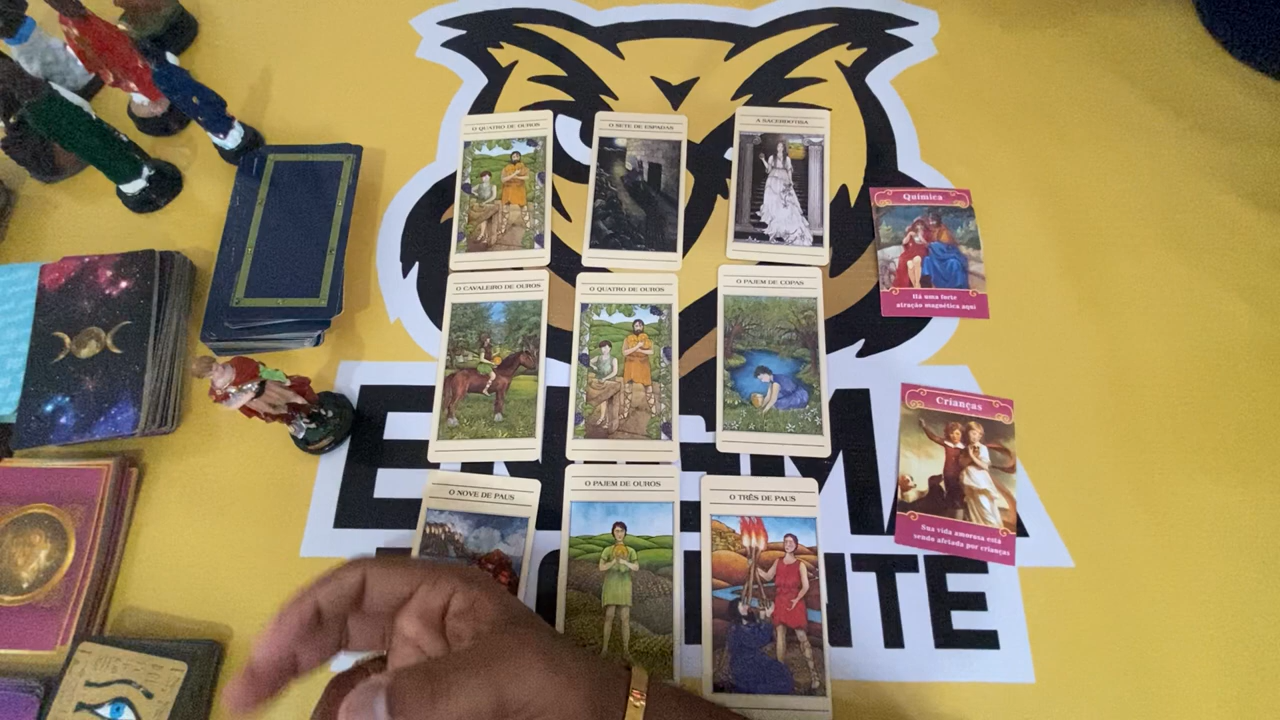 O QUATRO DE OUROS
O SETE DE ESPADAS
A SACERDOTISA
Química
Há uma forte
atração magnética aqui
O CAVALEIRO DE OUROS
O QUATRO DE OUROS
O PAJEM DE COPAS
Crianças
Sua vida amorosa está
sendo afetada por crianças
O NOVE DE PAUS
O PAJEM DE OUROS
O TRÊS DE PAUS